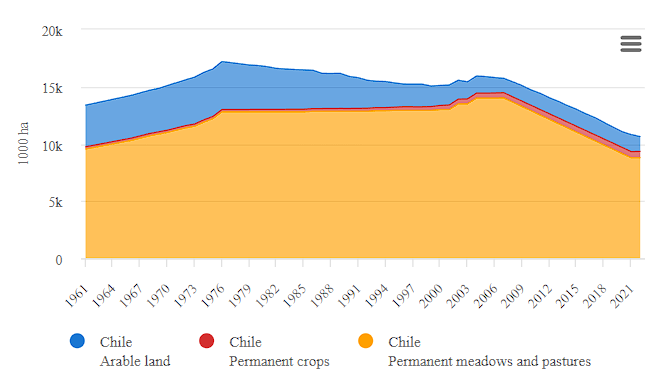 20k
15k
10k
5k
0
1000 ha
1961
1964
1967
1970
1973
1976
1979
1982
1985
1988
1991
1994
1997
2000
2003
2006
2009
2012
2015
2018
2021
Chile
Arable land
Chile
Permanent crops
Chile
Permanent meadows and pastures